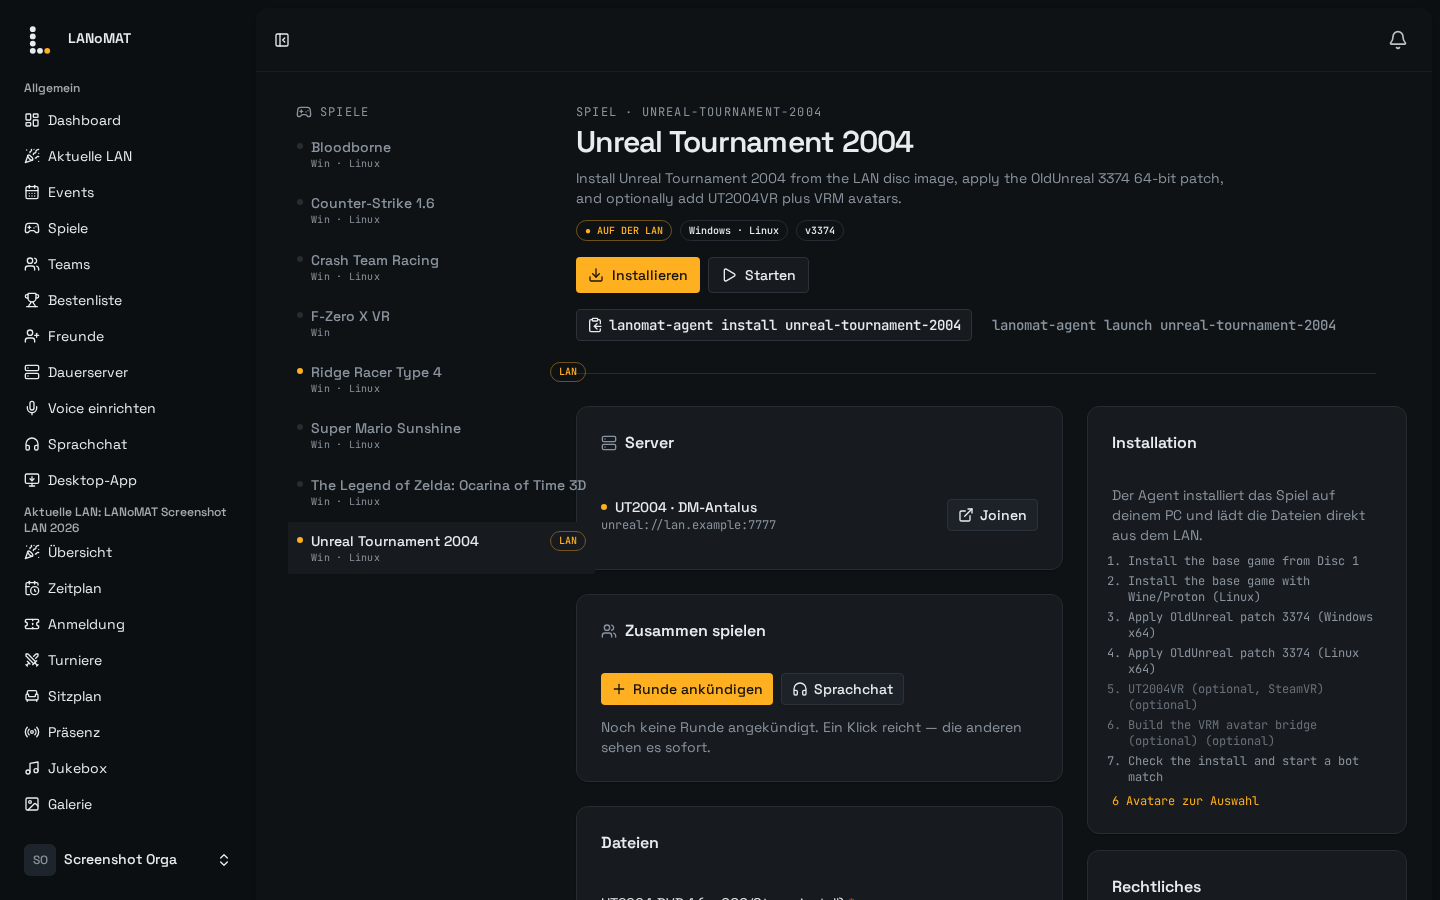 LANoMAT
Allgemein
Dashboard
Aktuelle LAN
Events
Spiele
Teams
Bestenliste
Freunde
Dauerserver
Voice einrichten
Sprachchat
Desktop-App
Aktuelle LAN: LANoMAT Screenshot
LAN 2026
Übersicht
Zeitplan
Anmeldung
Turniere
Sitzplan
Präsenz
Jukebox
Galerie
SO Screenshot Orga
SPIELE
Bloodborne
Win · Linux
Counter-Strike 1.6
Win · Linux
Crash Team Racing
Win · Linux
F-Zero X VR
Win
Ridge Racer Type 4 LAN
Win · Linux
Super Mario Sunshine
Win · Linux
The Legend of Zelda: Ocarina of Time 3D
Win · Linux
Unreal Tournament 2004 LAN
Win · Linux
SPIEL · UNREAL-TOURNAMENT-2004
Unreal Tournament 2004
Install Unreal Tournament 2004 from the LAN disc image, apply the OldUnreal 3374 64-bit patch,
and optionally add UT2004VR plus VRM avatars.
AUF DER LAN Windows · Linux v3374
Installieren Starten
lanomat-agent install unreal-tournament-2004 lanomat-agent launch unreal-tournament-2004
Server
UT2004 · DM-Antalus
unreal://lan.example:7777
Joinen
Zusammen spielen
Runde ankündigen Sprachchat
Noch keine Runde angekündigt. Ein Klick reicht — die anderen
sehen es sofort.
Dateien
Installation
Der Agent installiert das Spiel auf
deinem PC und lädt die Dateien direkt
aus dem LAN.
1. Install the base game from Disc 1
2. Install the base game with
Wine/Proton (Linux)
3. Apply OldUnreal patch 3374 (Windows
x64)
4. Apply OldUnreal patch 3374 (Linux
x64)
5. UT2004VR (optional, SteamVR)
(optional)
6. Build the VRM avatar bridge
(optional) (optional)
7. Check the install and start a bot
match
6 Avatare zur Auswahl
Rechtliches